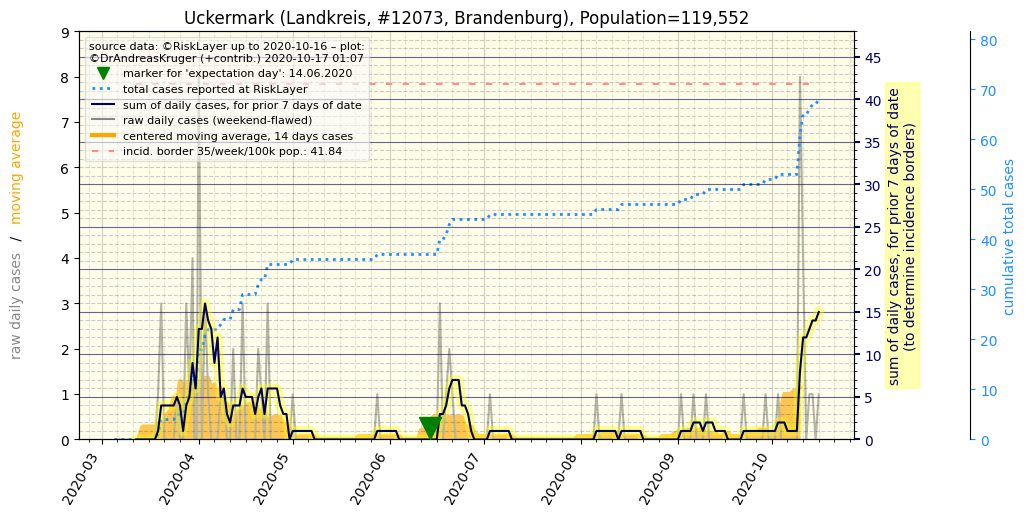 Uckermark (Landkreis, #12073, Brandenburg), Population=119,552
source data: ©RiskLayer up to 2020-10-16 – plot:
©DrAndreasKruger (+contrib.) 2020-10-17 01:07
marker for 'expectation day': 14.06.2020
total cases reported at RiskLayer
sum of daily cases, for prior 7 days of date
raw daily cases (weekend-flawed)
centered moving average, 14 days cases
incid. border 35/week/100k pop.: 41.84
raw daily cases / moving average
9
8
7
6
5
4
3
2
1
0
2020-03
2020-04
2020-05
2020-06
2020-07
2020-08
2020-09
2020-10
45
40
35
30
25
20
15
10
5
0
sum of daily cases, for prior 7 days of date
(to determine incidence borders)
80
70
60
50
40
30
20
10
0
cumulative total cases